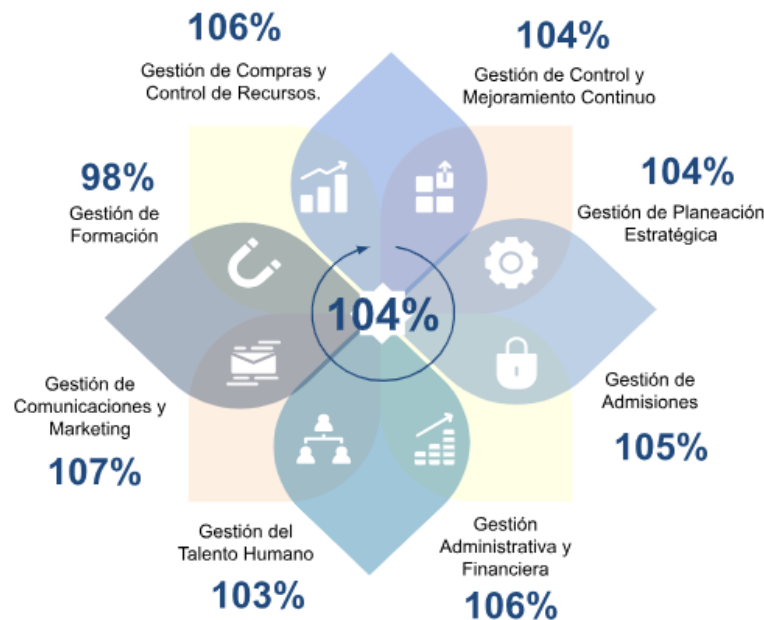 106%
Gestión de Compras y
Control de Recursos.
104%
Gestión de Control y
Mejoramiento Continuo
98%
Gestión de
Formación
104%
Gestión de Planeación
Estratégica
104%
Gestión de
Comunicaciones y
Marketing
107%
Gestión de
Admisiones
105%
Gestión del
Talento Humano
103%
Gestión
Administrativa y
Financiera
106%